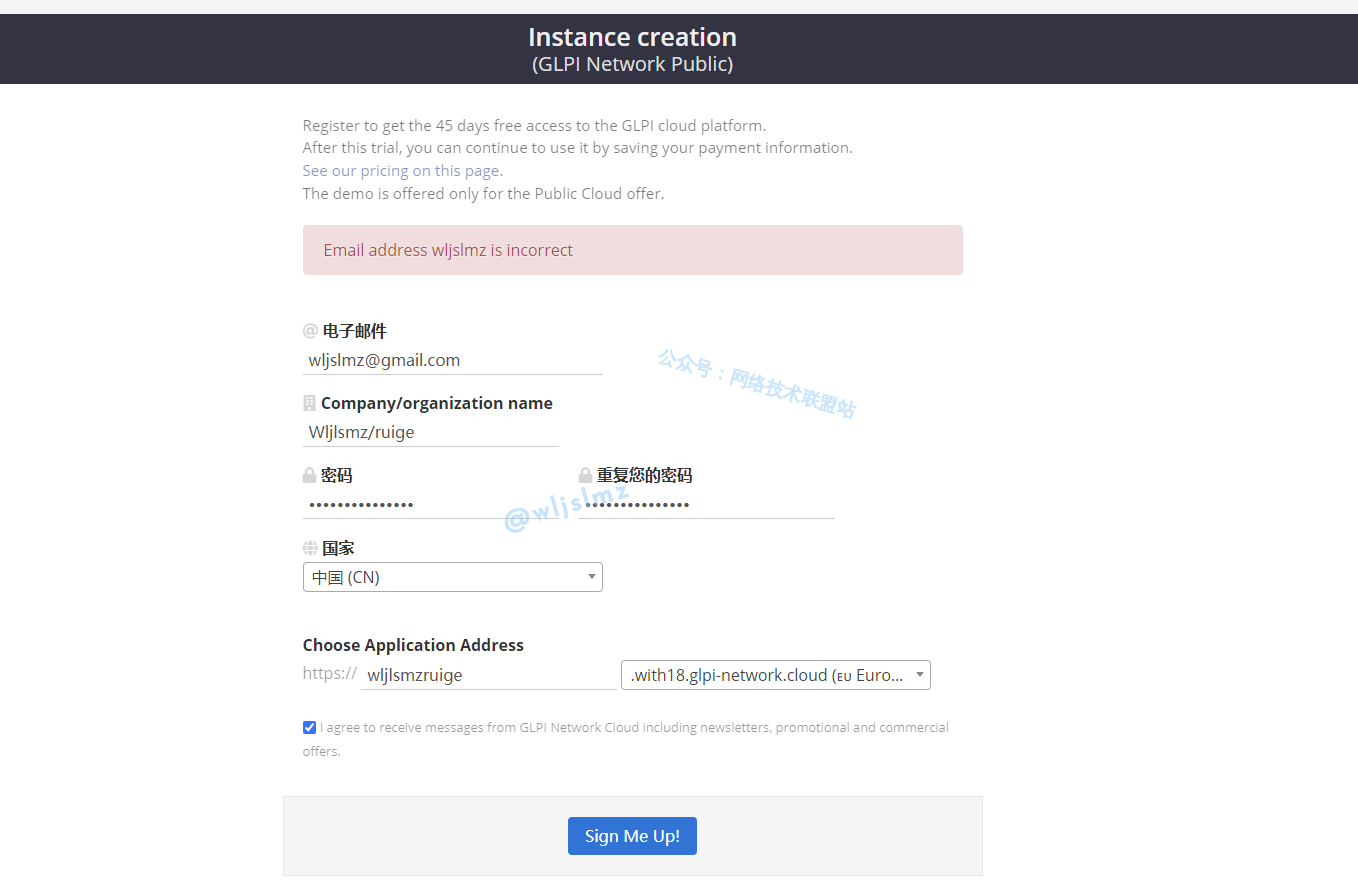 Instance creation
(GLPI Network Public)
Register to get the 45 days free access to the GLPI cloud platform.
After this trial, you can continue to use it by saving your payment information.
See our pricing on this page.
The demo is offered only for the Public Cloud offer.
Email address wljslmz is incorrect
电子邮件
wljslmz@gmail.com
公众号：网络技术联盟站
Company/organization name
Wljlsmz/ruige
密码 重复您的密码
••••••••••••••• •••••••••••••••
@wljslmz
国家
中国 (CN)
Choose Application Address
https:// wljlsmzruige .with18.glpi-network.cloud (EU Euro...
I agree to receive messages from GLPI Network Cloud including newsletters, promotional and commercial
offers.
Sign Me Up!